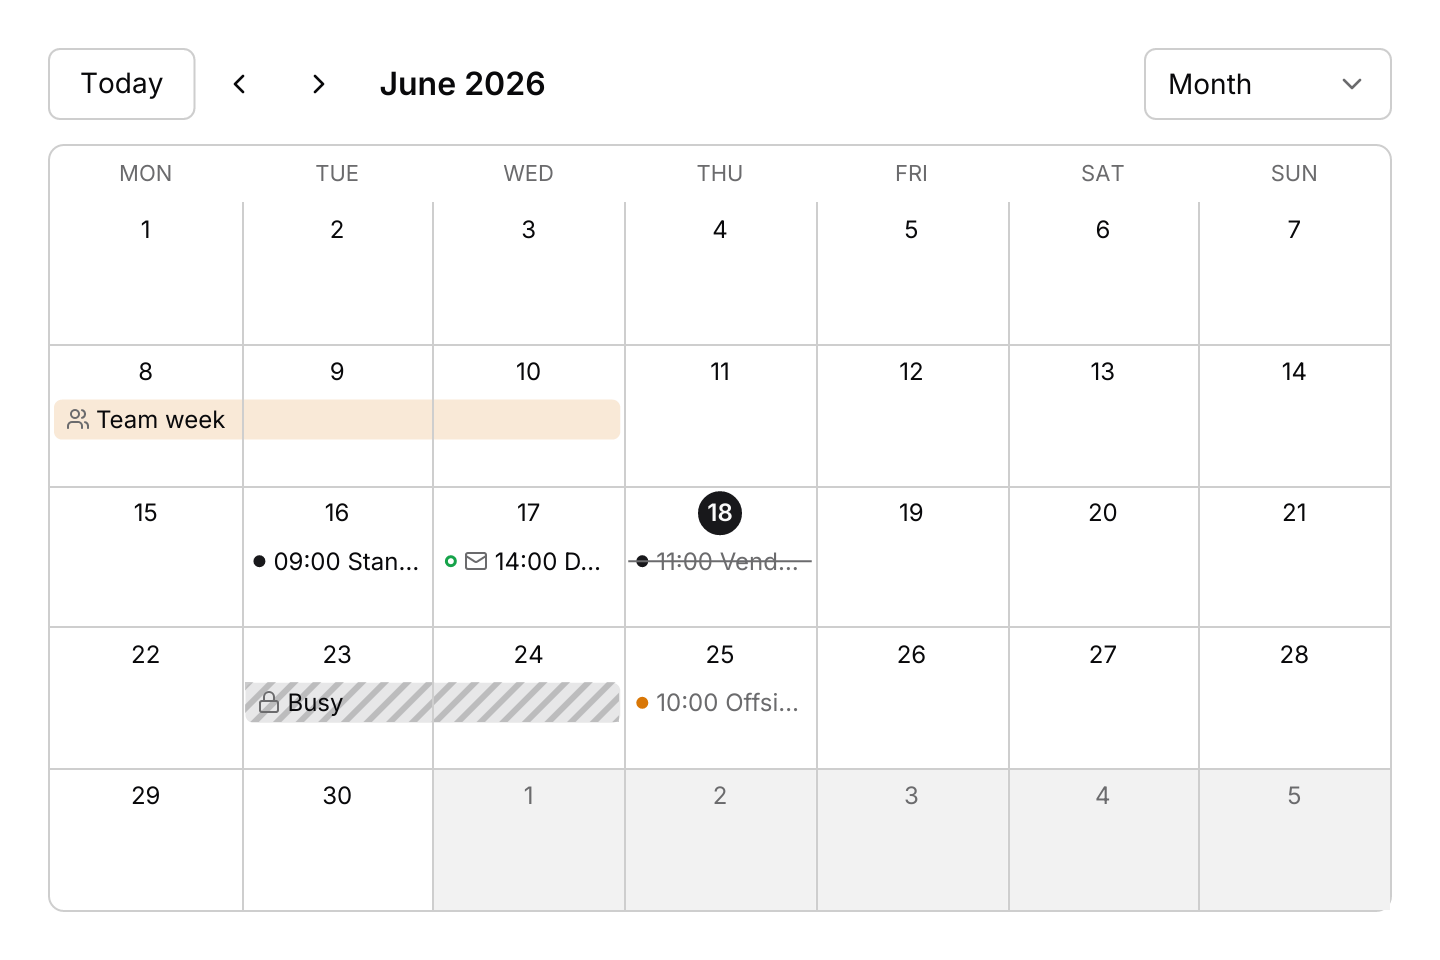 Today
June 2026
Month
MON TUE WED THU FRI SAT SUN
1 2 3 4 5 6 7
8 9 10 11 12 13 14
Team week
15 16 17 18 19 20 21
09:00 Stan... 14:00 D... 11:00 Vend...
22 23 24 25 26 27 28
Busy 10:00 Offsi...
29 30 1 2 3 4 5